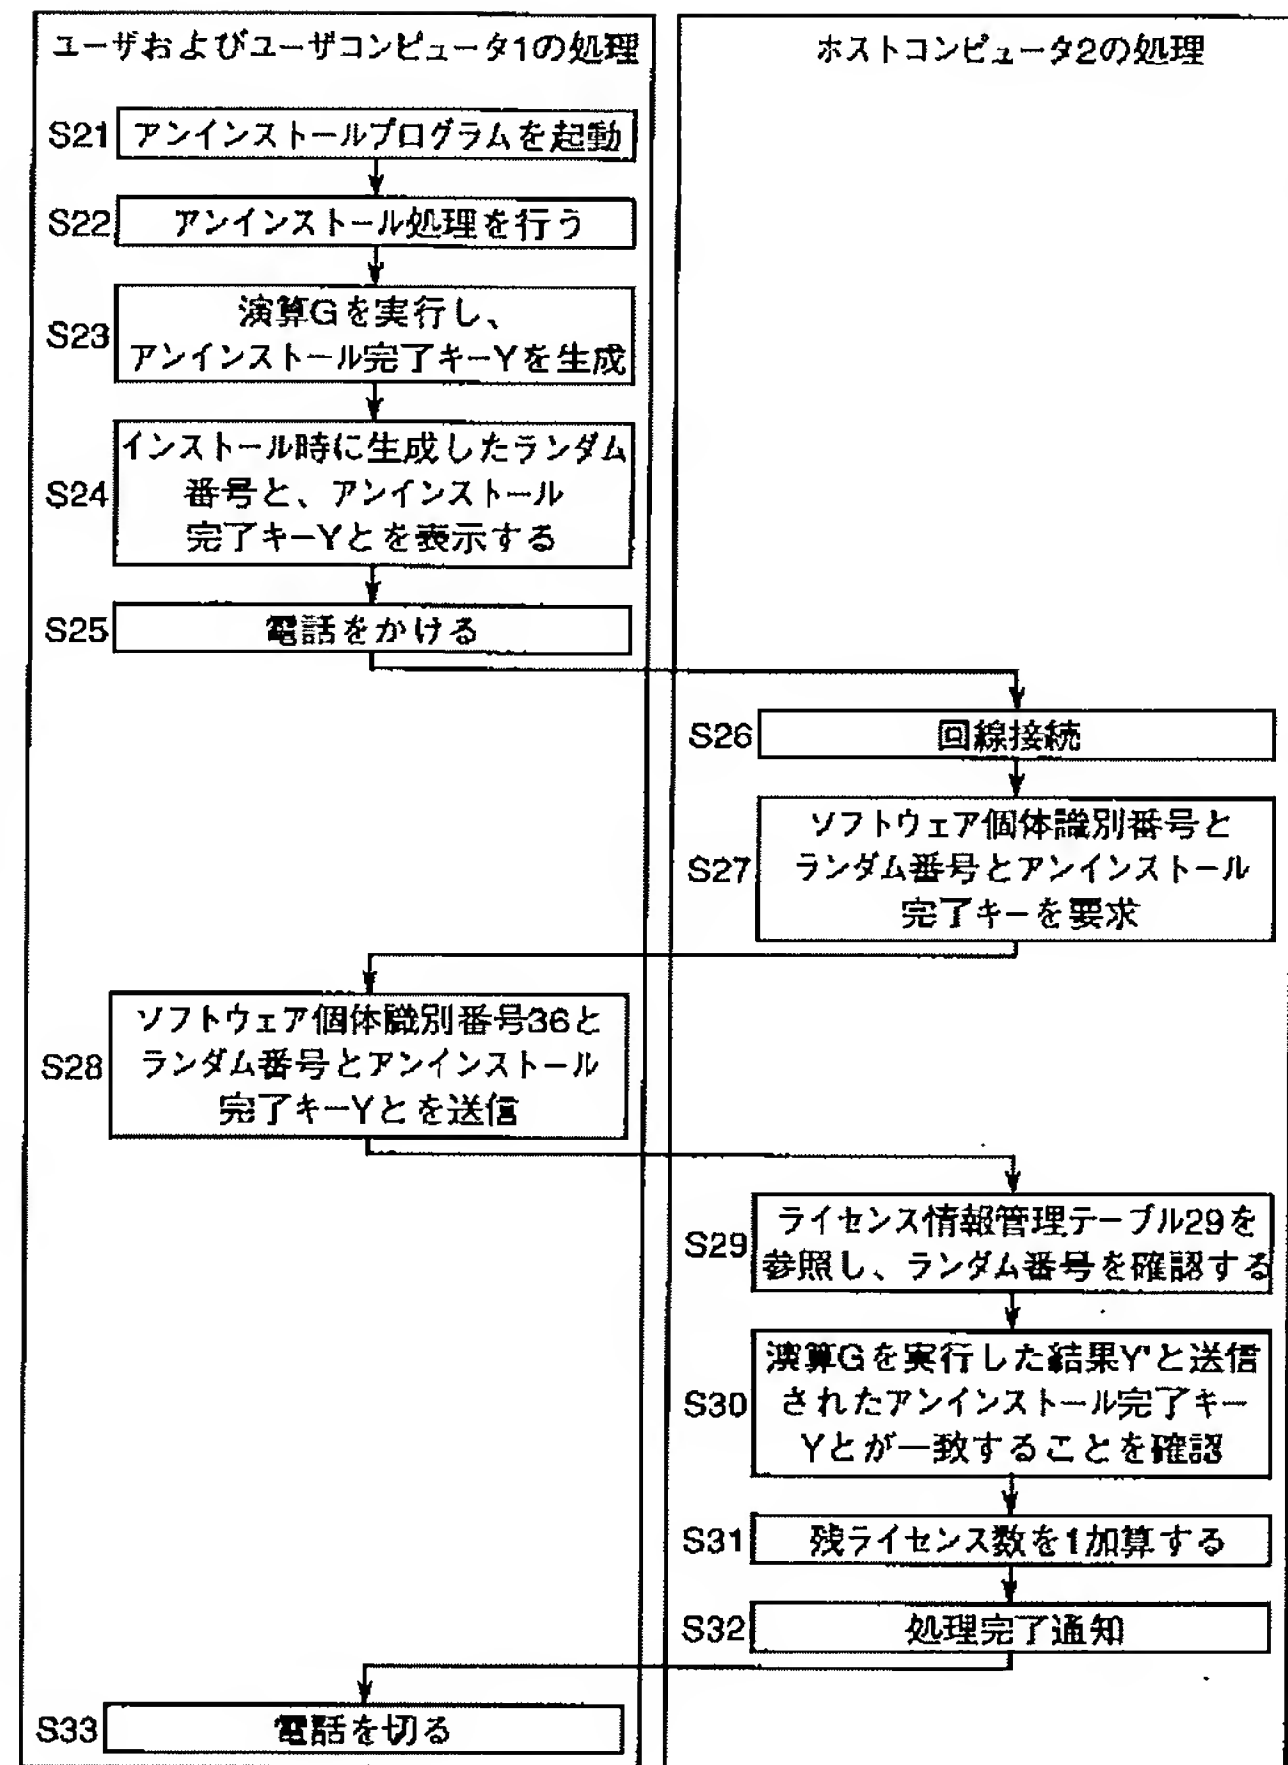 ユーザおよびユーザコンピュータ1の処理
ホストコンピュータ2の処理
S21 アンインストールプログラムを起動
S22 アンインストール処理を行う
S23 演算Gを実行し、
アンインストール完了キーYを生成
S24 インストール時に生成したランダム
番号と、アンインストール
完了キーYとを表示する
S25 電話をかける
S26 回線接続
S27 ソフトウェア個体識別番号と
ランダム番号とアンインストール
完了キーを要求
S28 ソフトウェア個体識別番号36と
ランダム番号とアンインストール
完了キーYとを送信
S29 ライセンス情報管理テーブル29を
参照し、ランダム番号を確認する
S30 演算Gを実行した結果Y'と送信
されたアンインストール完了キー
Yとが一致することを確認
S31 残ライセンス数を1加算する
S32 処理完了通知
S33 電話を切る